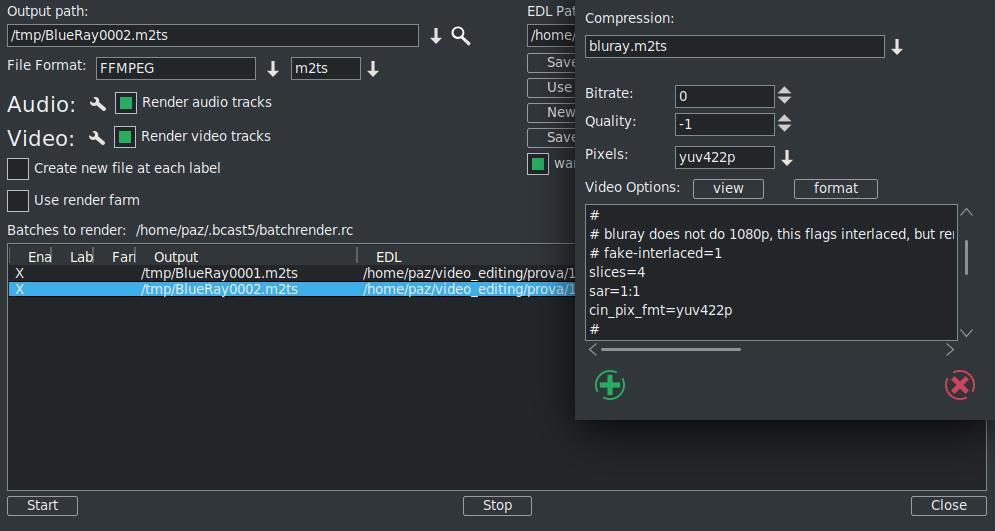 Output path:
/tmp/BlueRay0002.m2ts
File Format: FFMPEG m2ts
Audio: Render audio tracks
Video: Render video tracks
Create new file at each label
Use render farm
Batches to render: /home/paz/.bcast5/batchrender.rc
Ena Lab Far Output EDL
X /tmp/BlueRay0001.m2ts /home/paz/video_editing/prova/1
X /tmp/BlueRay0002.m2ts /home/paz/video_editing/prova/1
Start Stop Close
EDL Pat
/home/
Save
Use
New
Save
wa
Compression:
bluray.m2ts
Bitrate: 0
Quality: -1
Pixels: yuv422p
Video Options: view format
#
# bluray does not do 1080p, this flags interlaced, but ren
# fake-interlaced=1
slices=4
sar=1:1
cin_pix_fmt=yuv422p
#